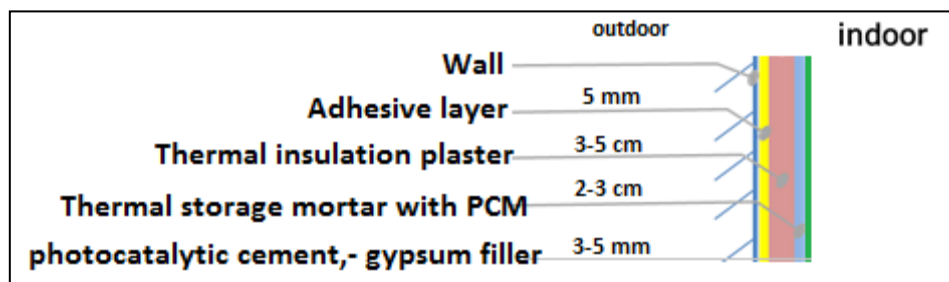 outdoor
indoor
Wall
Adhesive layer
5 mm
Thermal insulation plaster
3-5 cm
Thermal storage mortar with PCM
2-3 cm
photocatalytic cement,- gypsum filler
3-5 mm